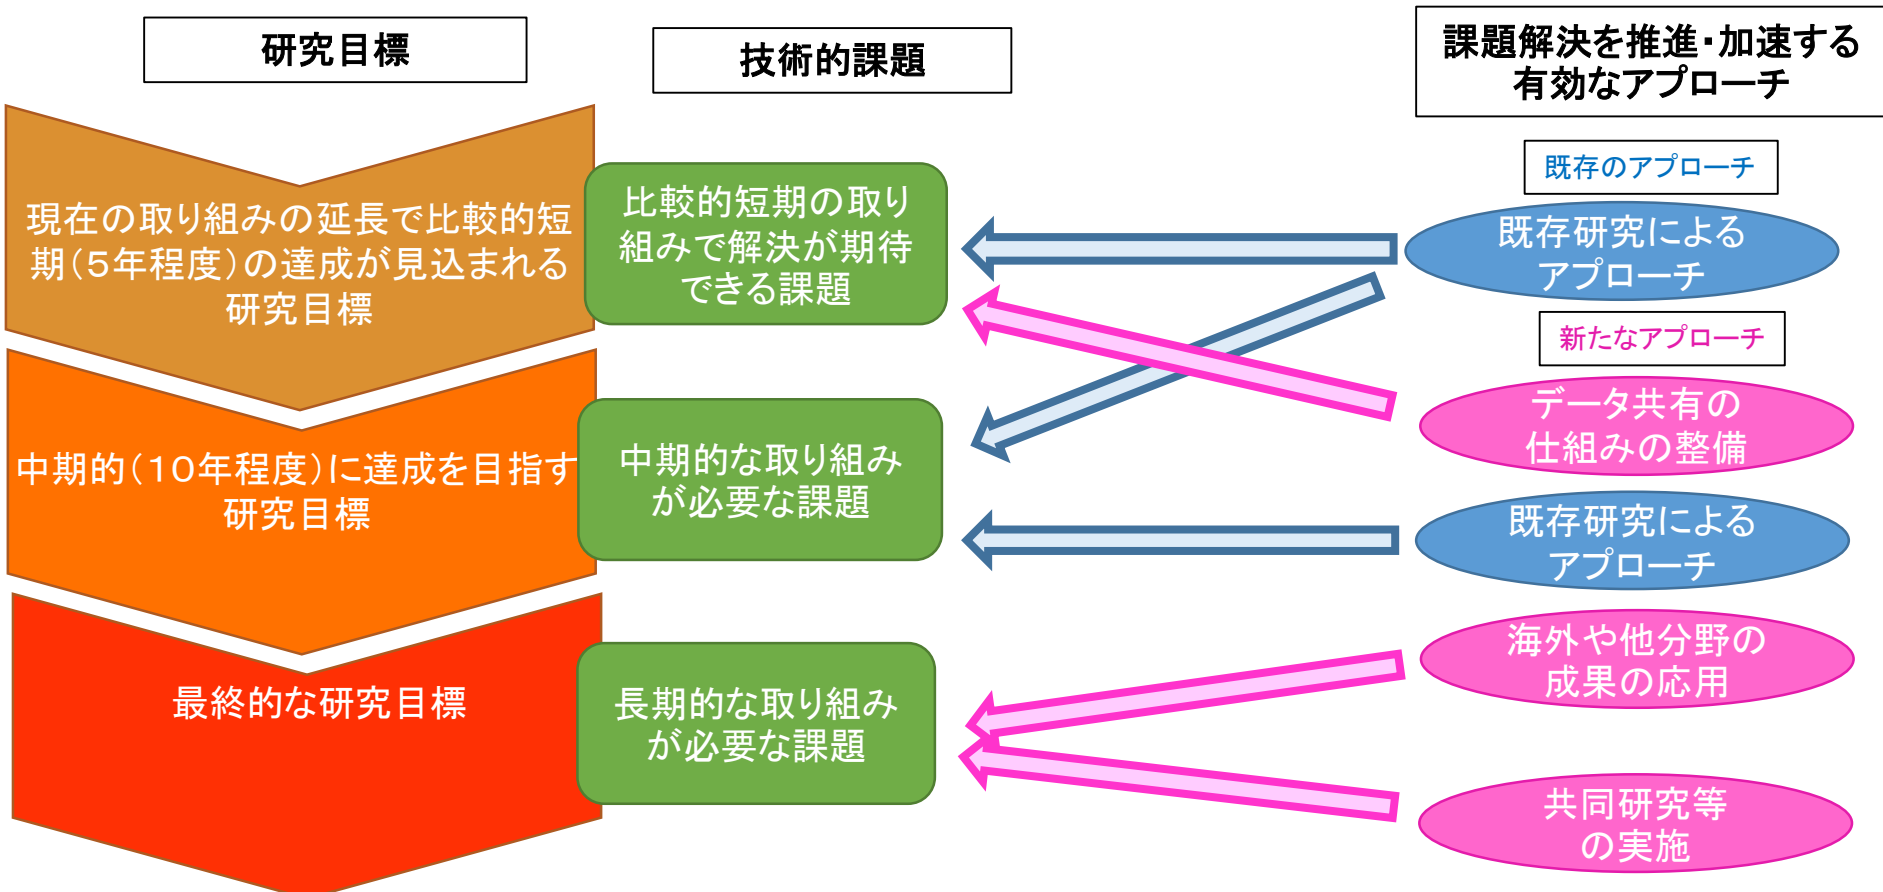 研究目標
技術的課題
課題解決を推進・加速する
有効なアプローチ
現在の取り組みの延長で比較的短
期(5年程度)の達成が見込まれる
研究目標
比較的短期の取り
組みで解決が期待
できる課題
既存のアプローチ
既存研究による
アプローチ
新たなアプローチ
データ共有の
仕組みの整備
中期的(10年程度)に達成を目指す
研究目標
中期的な取り組み
が必要な課題
既存研究による
アプローチ
最終的な研究目標
長期的な取り組み
が必要な課題
海外や他分野の
成果の応用
共同研究等
の実施